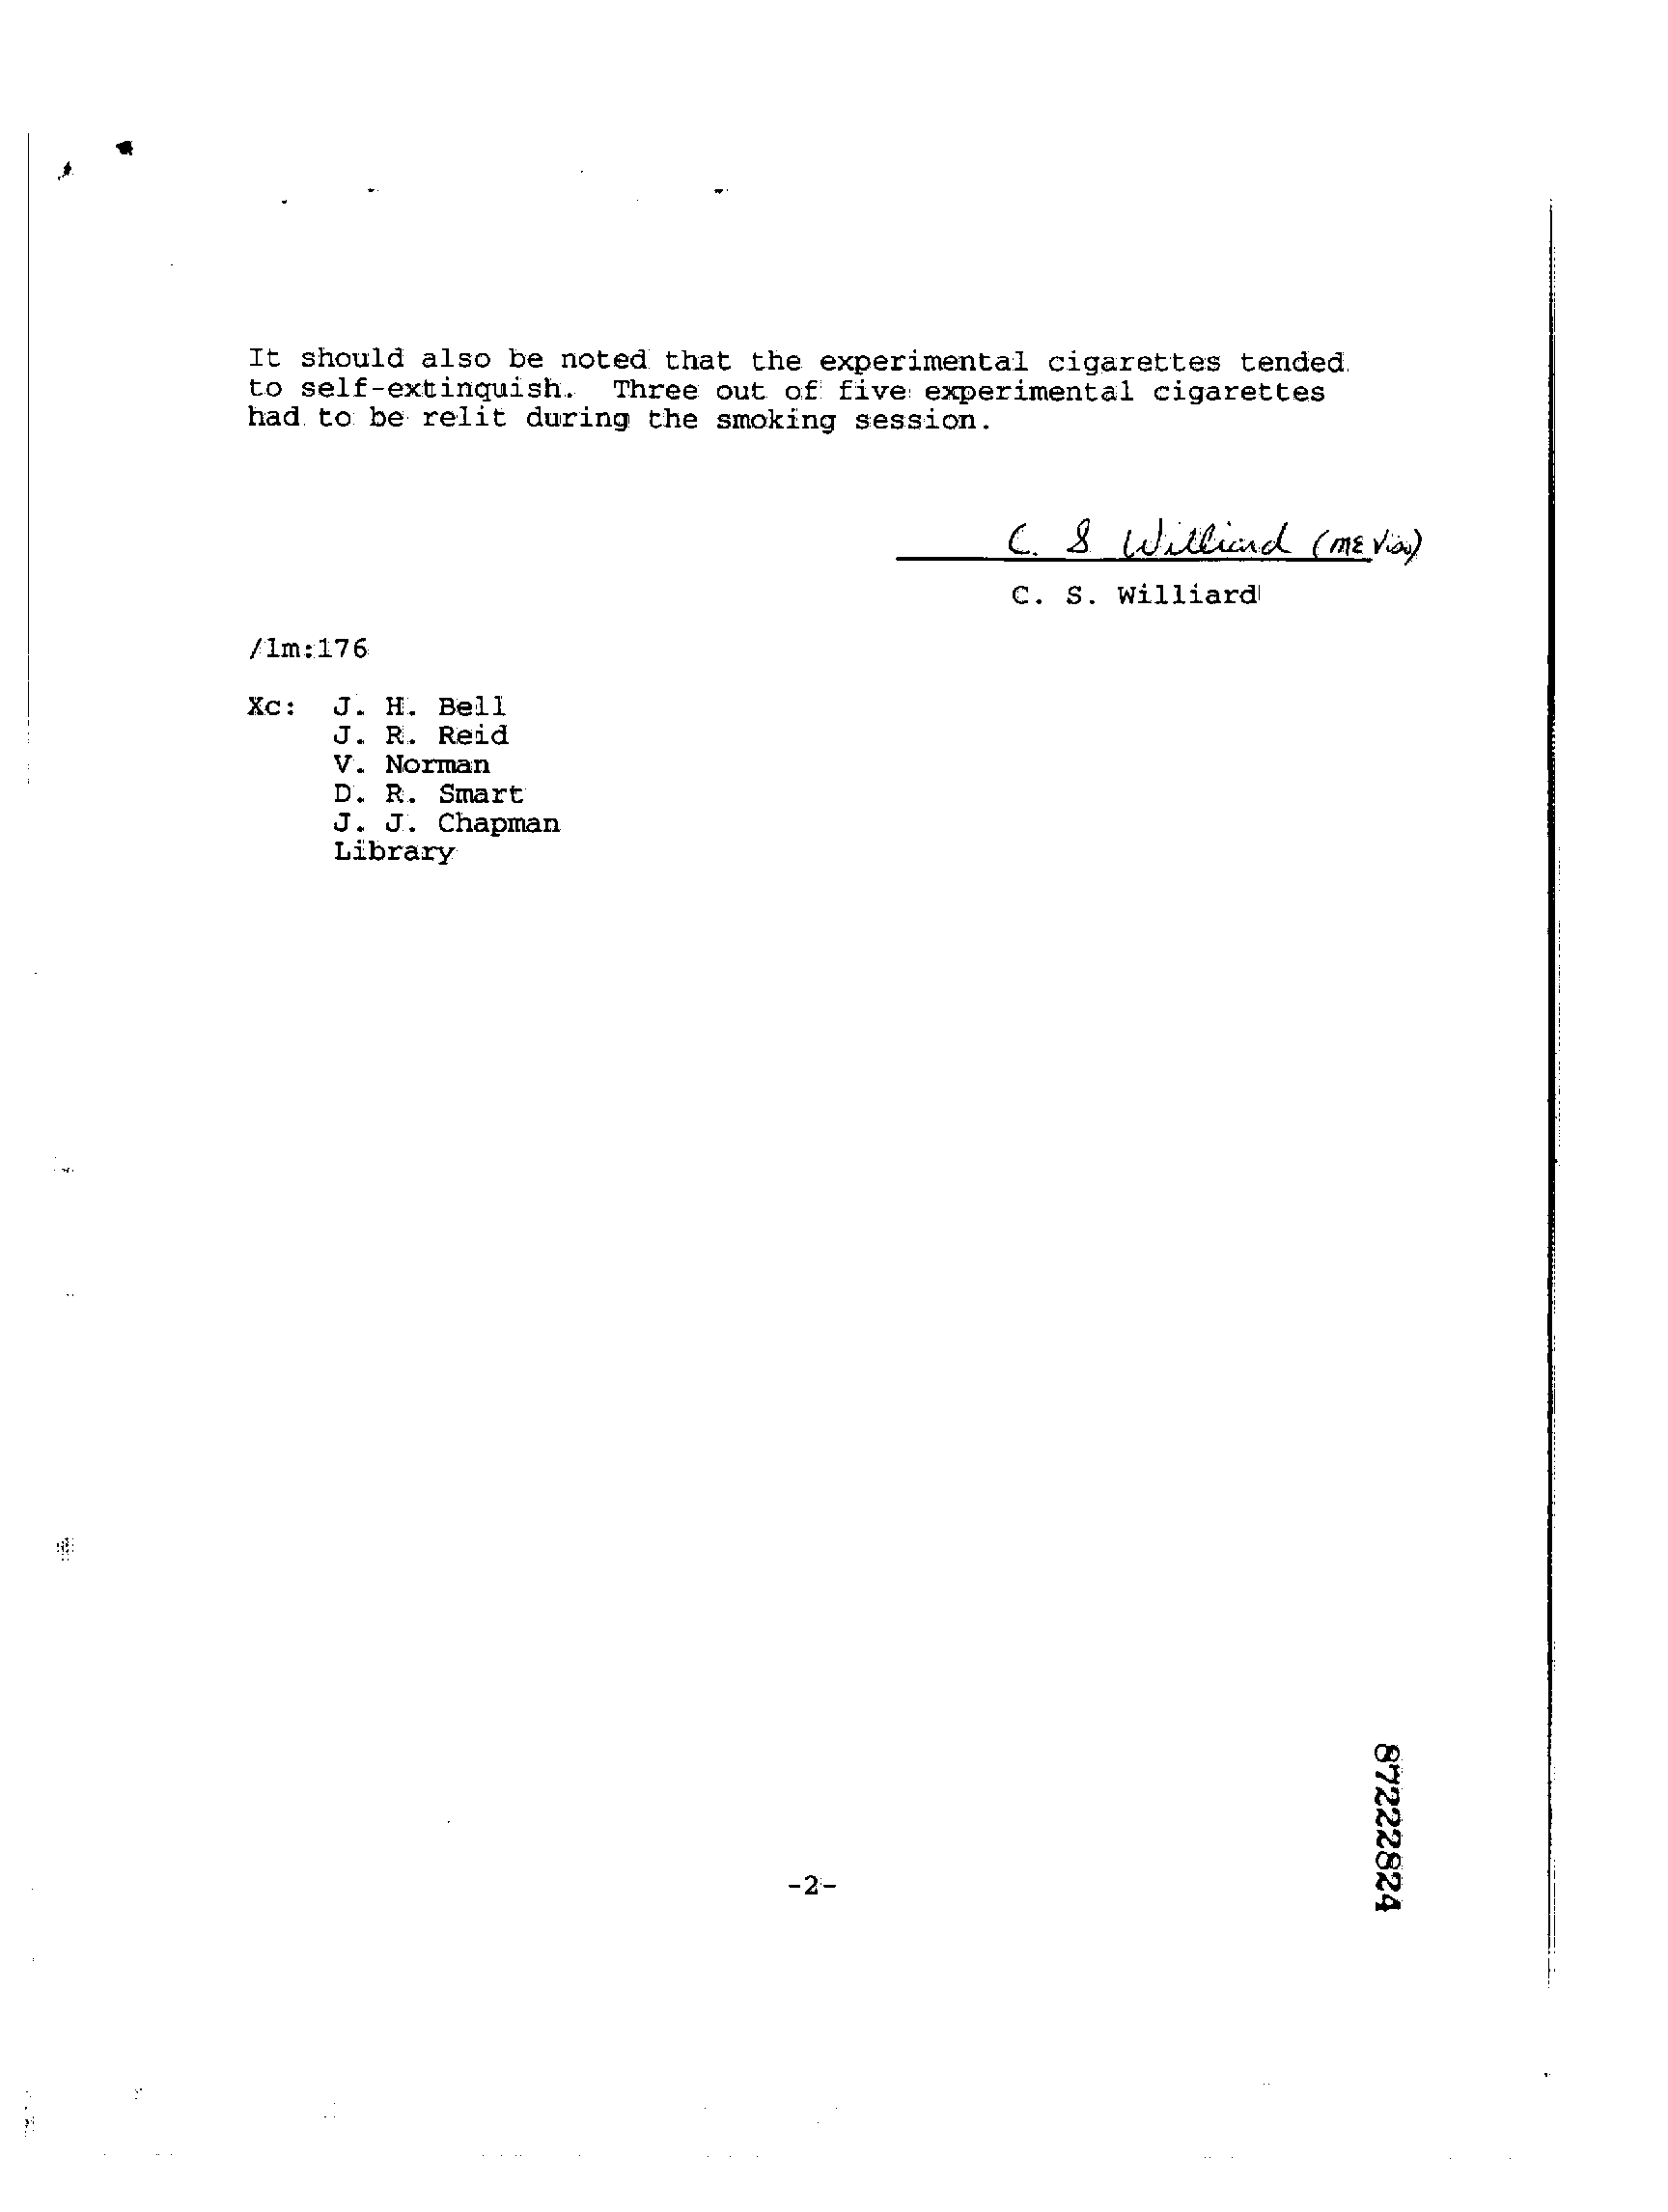 It should also be noted that the experimental cigarettes tended
to self-extinquish. Three out of five experimental cigarettes
had to be relit during the smoking session.
C. S Williard
C. S. Williard
/lm:176
Xc: J. H. Bell
J. R. Reid
V. Norman
D. R. Smart
J. J. Chapman
Library
87222824
-2-